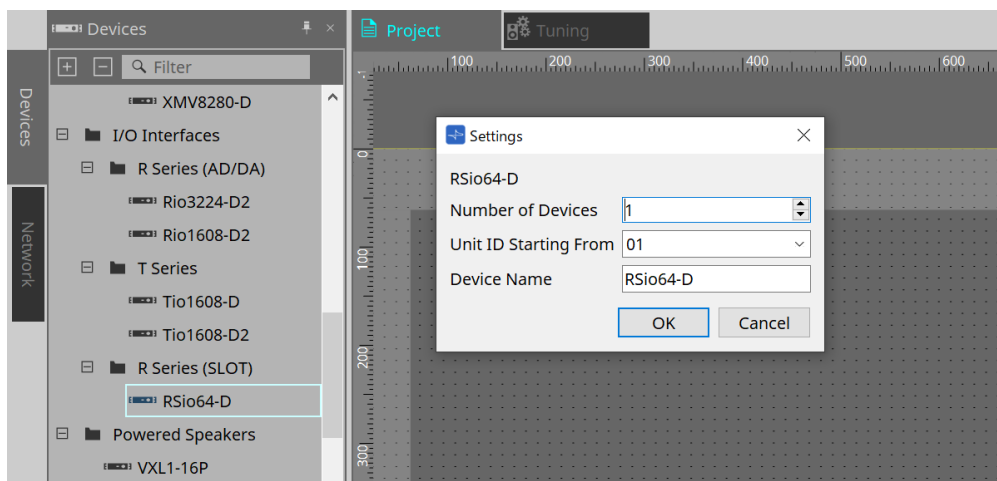 Devices
Project
Tuning
Filter
100 200 300 400 500 600
Devices
Network
XMV8280-D
I/O Interfaces
R Series (AD/DA)
Rio3224-D2
Rio1608-D2
T Series
Tio1608-D
Tio1608-D2
R Series (SLOT)
RSio64-D
Powered Speakers
VXL1-16P
0
100
200
300
Settings
RSio64-D
Number of Devices 1
Unit ID Starting From 01
Device Name RSio64-D
OK Cancel